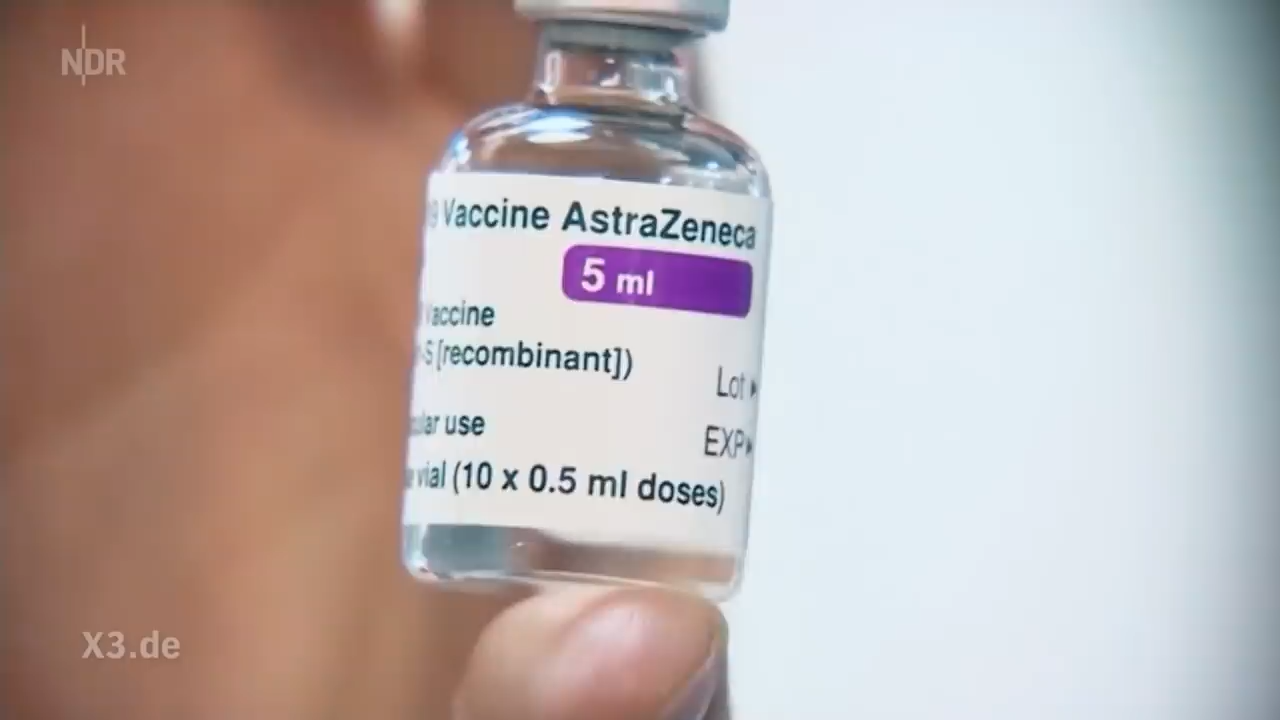 NDR
Vaccine AstraZeneca
5 ml
Vaccine
[recombinant])
Lot
use
EXP
vial (10 x 0.5 ml doses)
X3.de